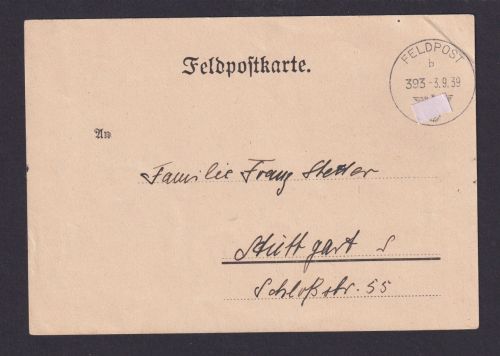 Feldpostkarte.
FELDPOST
b
393 -3.9.39
An
Familie Franz Stetter
Stuttgart S
Schloßstr. 55